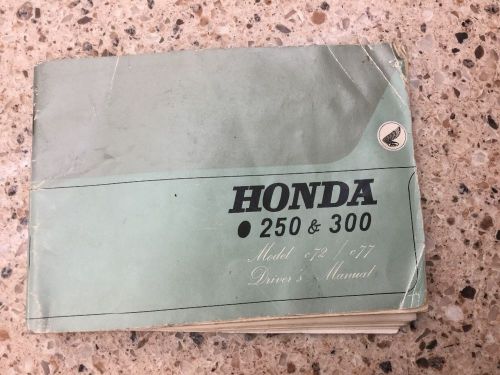 HONDA
250 & 300
Model c72 / c77
Driver's Manual